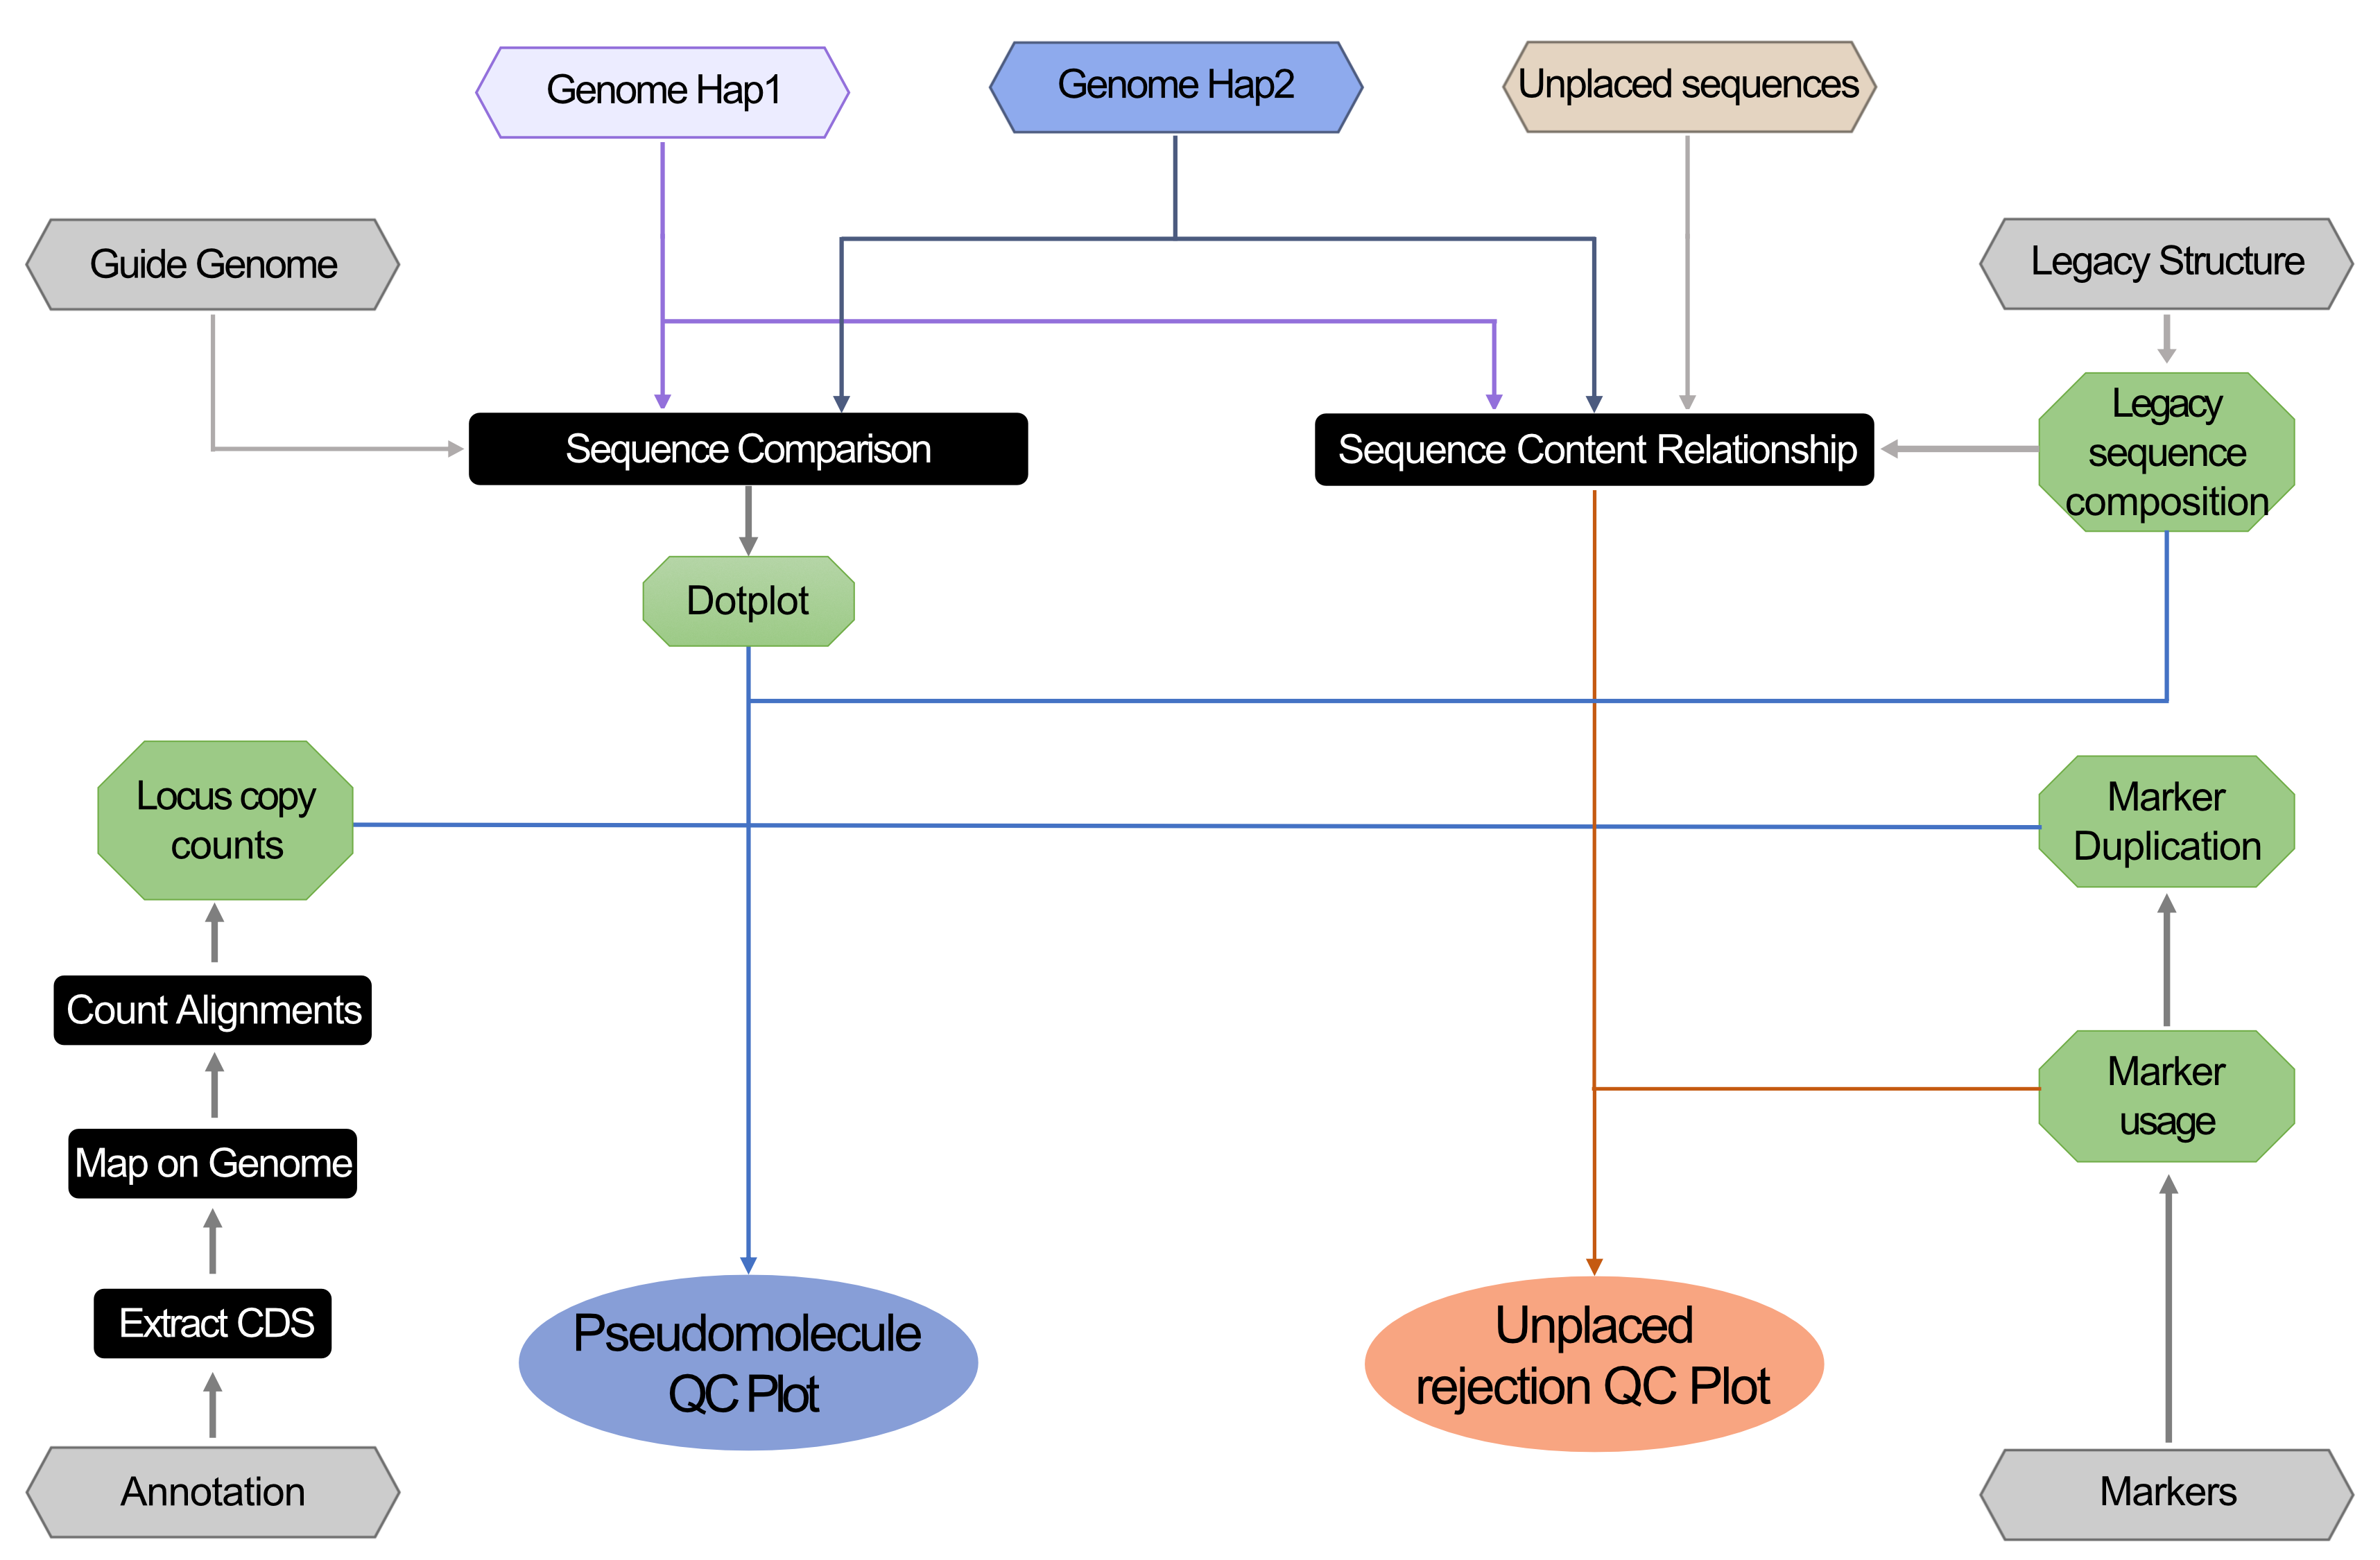 Genome Hap1
Genome Hap2
Unplaced sequences
Guide Genome
Legacy Structure
Sequence Comparison
Sequence Content Relationship
Legacy
sequence
composition
Dotplot
Locus copy
counts
Marker
Duplication
Count Alignments
Marker
usage
Map on Genome
Extract CDS
Pseudomolecule
QC Plot
Unplaced
rejection QC Plot
Annotation
Markers